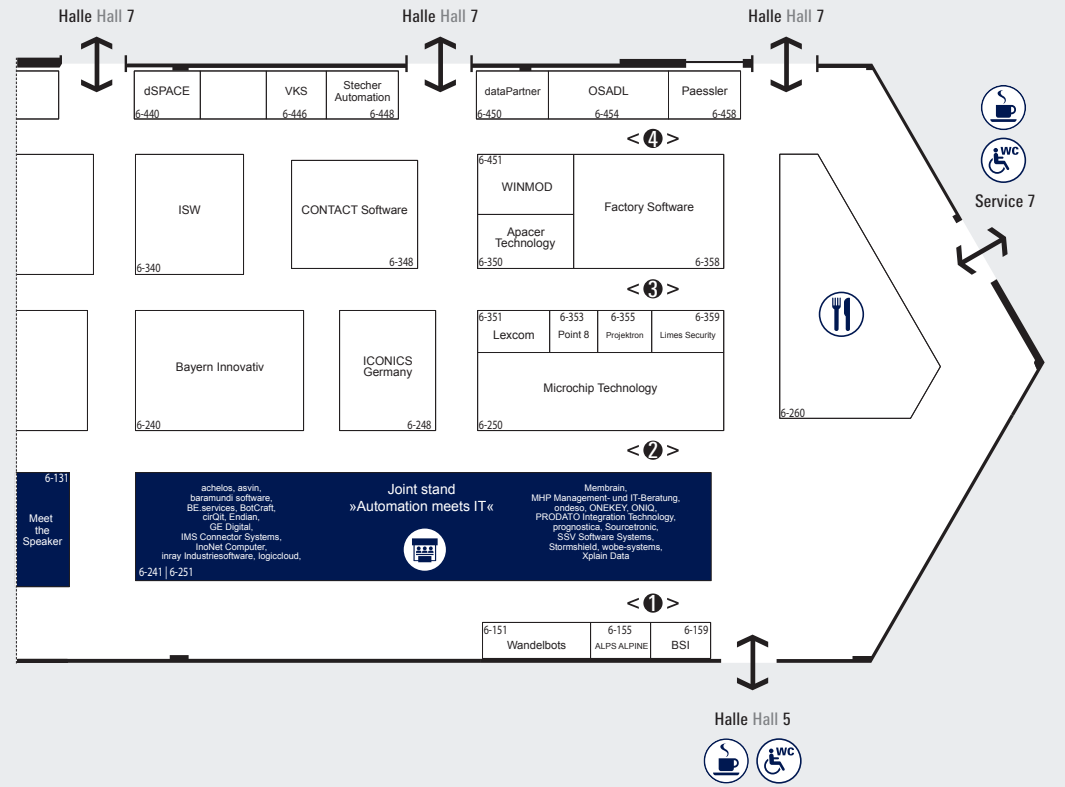 Halle Hall 7
Halle Hall 7
Halle Hall 7
dSPACE
6-440
VKS
6-446
Stecher
Automation
6-448
dataPartner
6-450
OSADL
6-454
Paessler
6-458
< 4 >
WC
Service 7
ISW
6-340
CONTACT Software
6-348
6-451
WINMOD
Apacer
Technology
6-350
Factory Software
6-358
< 3 >
Bayern Innovativ
6-240
ICONICS
Germany
6-248
6-351
Lexcom
6-353
Point 8
6-355
Projektron
6-359
Limes Security
Microchip Technology
6-250
6-260
< 2 >
6-131
Meet
the
Speaker
achelos, asvin,
baramundi software,
BE.services, BotCraft,
cirQit, Endian,
GE Digital,
IMS Connector Systems,
InoNet Computer,
inray Industriesoftware, logiccloud,
6-241 | 6-251
Joint stand
»Automation meets IT«
Membrain,
MHP Management- und IT-Beratung,
ondeso, ONEKEY, ONIQ,
PRODATO Integration Technology,
prognostica, Sourcetronic,
SSV Software Systems,
Stormshield, wobe-systems,
Xplain Data
< 1 >
6-151
Wandelbots
6-155
ALPS ALPINE
6-159
BSI
Halle Hall 5
WC